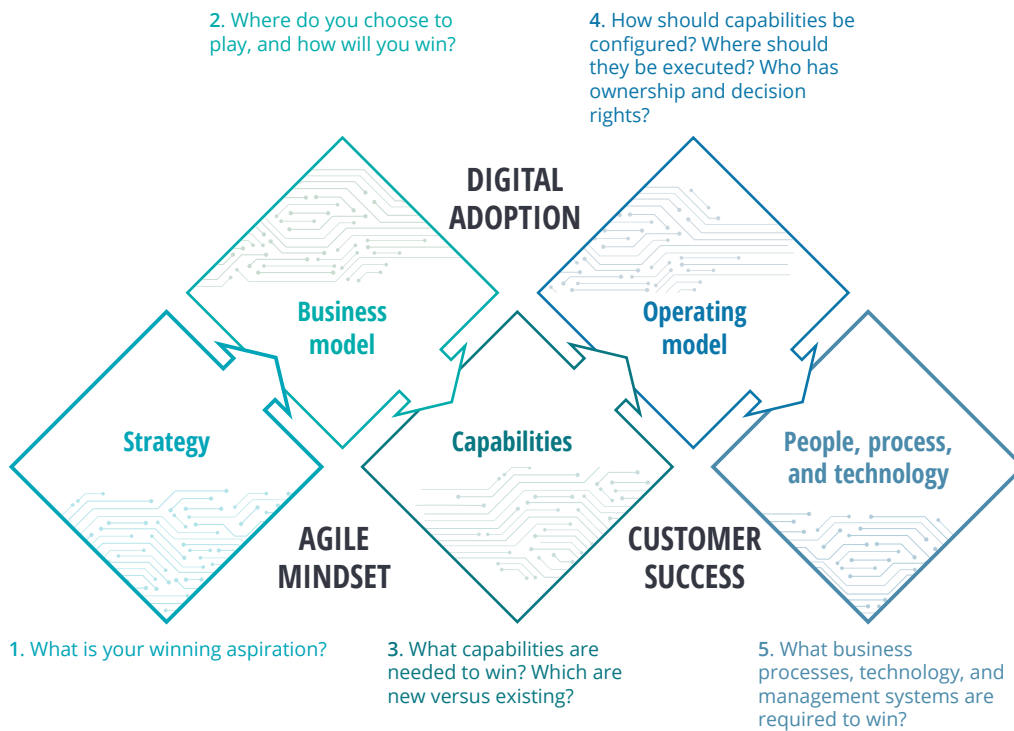 2. Where do you choose to
play, and how will you win?
4. How should capabilities be
configured? Where should
they be executed? Who has
ownership and decision
rights?
DIGITAL
ADOPTION
Business
model
Operating
model
Strategy
Capabilities
People, process,
and technology
AGILE
MINDSET
CUSTOMER
SUCCESS
1. What is your winning aspiration?
3. What capabilities are
needed to win? Which are
new versus existing?
5. What business
processes, technology, and
management systems are
required to win?